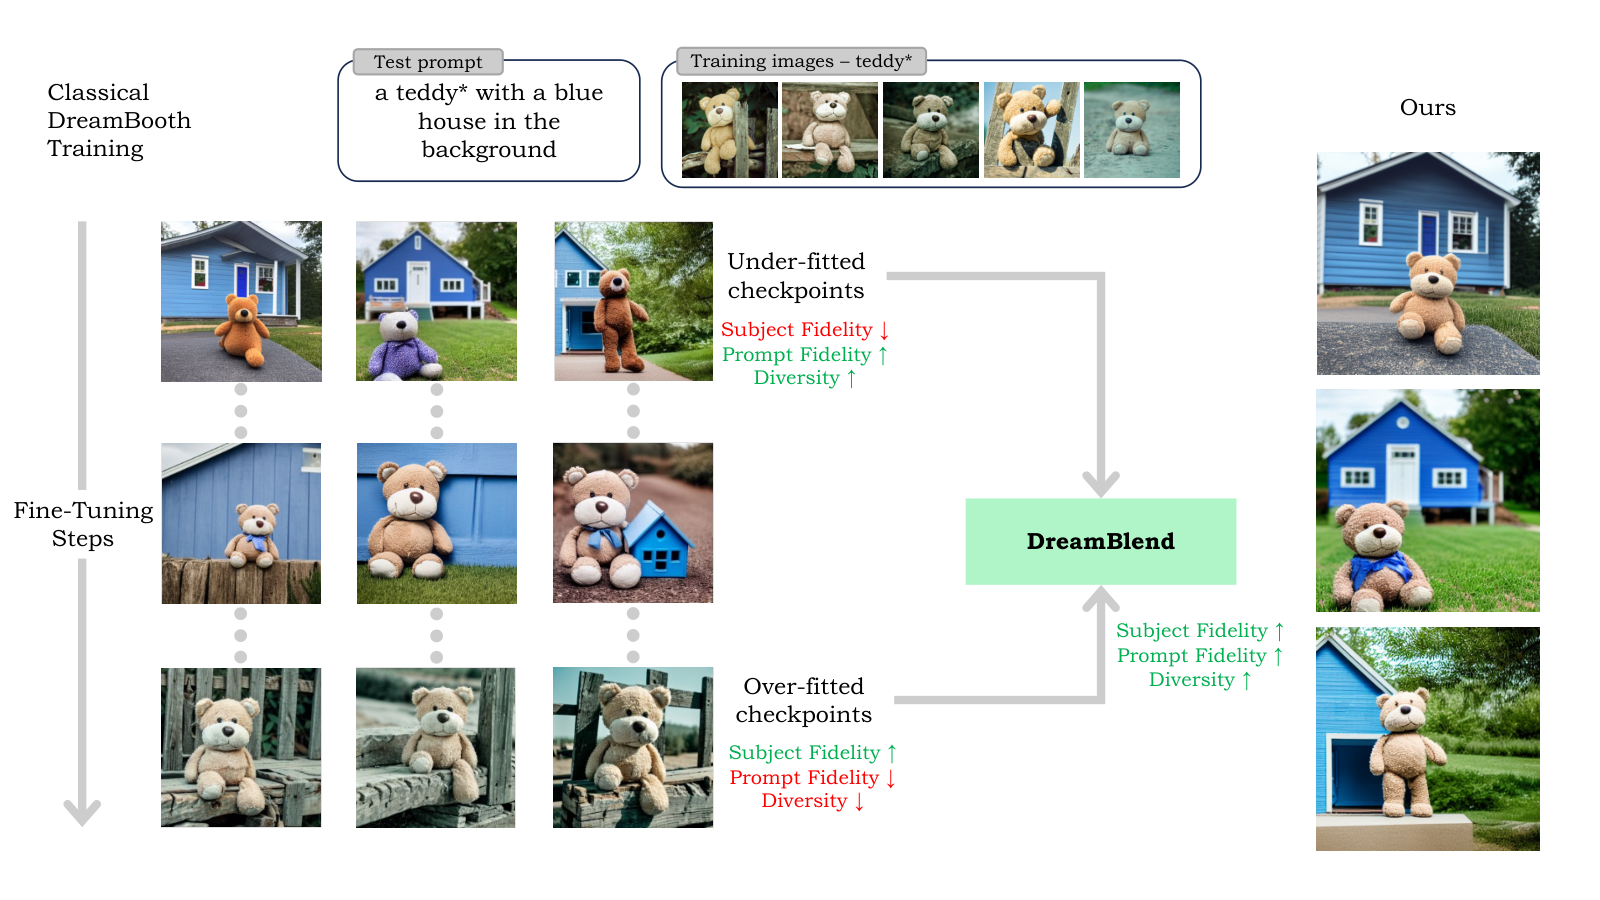 Classical
DreamBooth
Training
Test prompt
a teddy* with a blue
house in the
background
Training images – teddy*
Ours
Under-fitted
checkpoints
Subject Fidelity ↓
Prompt Fidelity ↑
Diversity ↑
Fine-Tuning
Steps
DreamBlend
Subject Fidelity ↑
Prompt Fidelity ↑
Diversity ↑
Over-fitted
checkpoints
Subject Fidelity ↑
Prompt Fidelity ↓
Diversity ↓